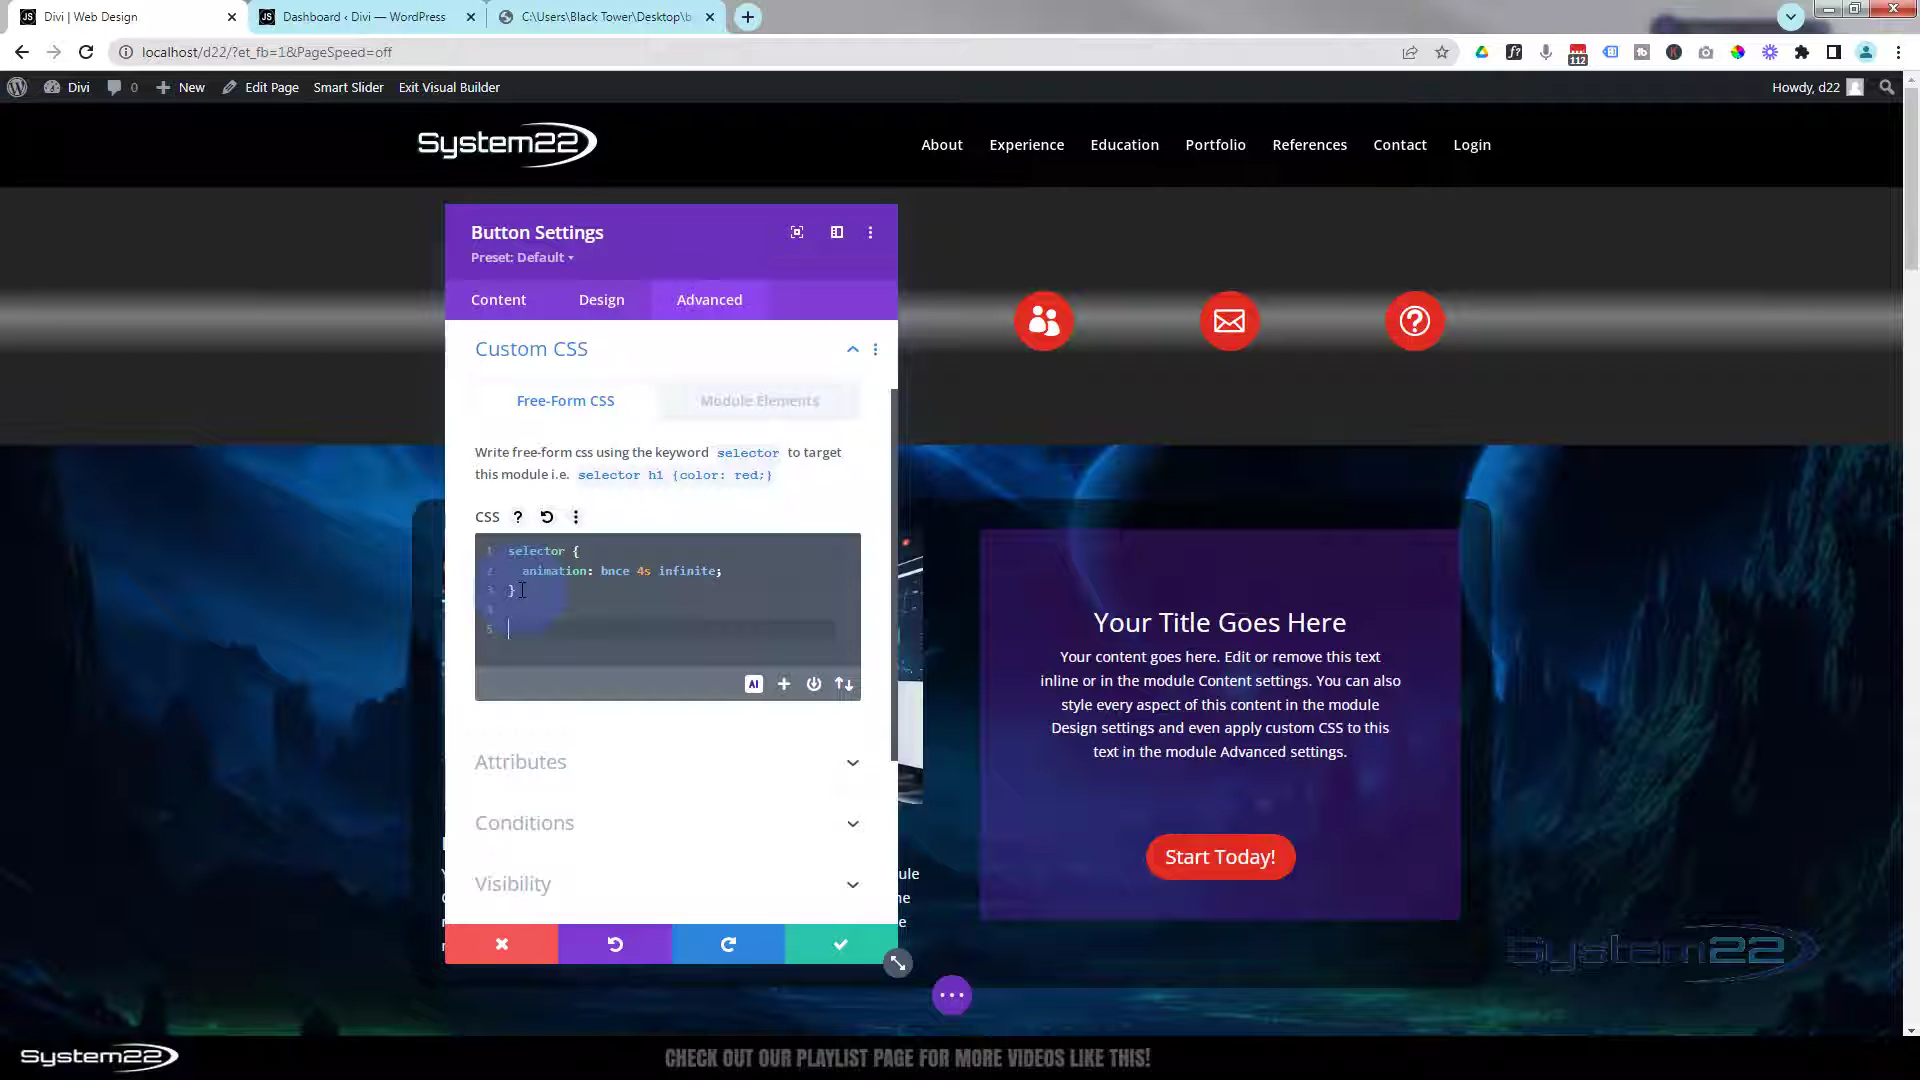 Divi | Web Design
Dashboard ‹ Divi — WordPress
C:\Users\Black Tower\Desktop\b
localhost/d22/?et_fb=1&PageSpeed=off
112
Divi
0
New
Edit Page
Smart Slider
Exit Visual Builder
Howdy, d22
System22
About
Experience
Education
Portfolio
References
Contact
Login
Button Settings
Preset: Default
Content
Design
Advanced
Custom CSS
Free-Form CSS
Module Elements
Write free-form css using the keyword selector to target
this module i.e. selector h1 {color: red;}
CSS
1 selector {
2 animation: bnce 4s infinite;
3 }
4
5
AI
Attributes
Conditions
Visibility
Your Title Goes Here
Your content goes here. Edit or remove this text
inline or in the module Content settings. You can also
style every aspect of this content in the module
Design settings and even apply custom CSS to this
text in the module Advanced settings.
Start Today!
System22
System22
CHECK OUT OUR PLAYLIST PAGE FOR MORE VIDEOS LIKE THIS!